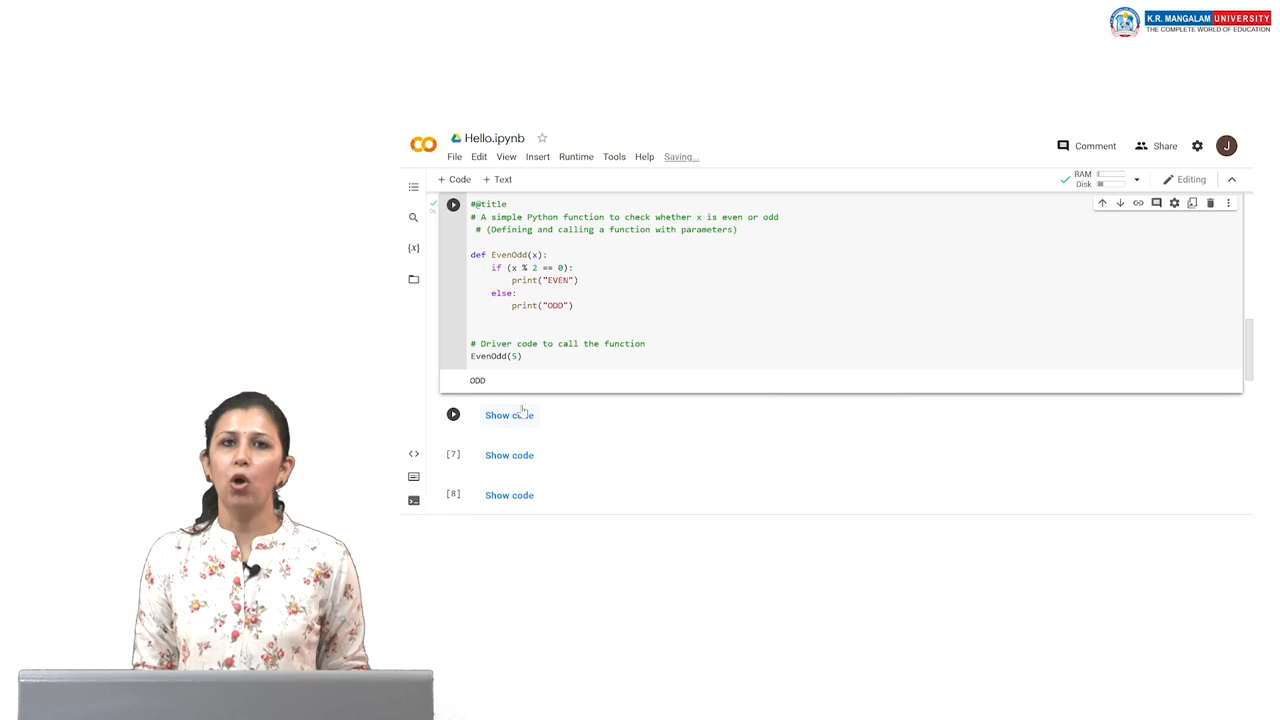 K.R. MANGALAM UNIVERSITY
THE COMPLETE WORLD OF EDUCATION
Hello.ipynb
Comment Share J
File Edit View Insert Runtime Tools Help Saving...
+ Code + Text
RAM
Disk
Editing
#@title
# A simple Python function to check whether x is even or odd
# (Defining and calling a function with parameters)
def EvenOdd(x):
if (x % 2 == 0):
print("EVEN")
else:
print("ODD")
# Driver code to call the function
EvenOdd(5)
ODD
Show code
[7] Show code
[8] Show code
{x}